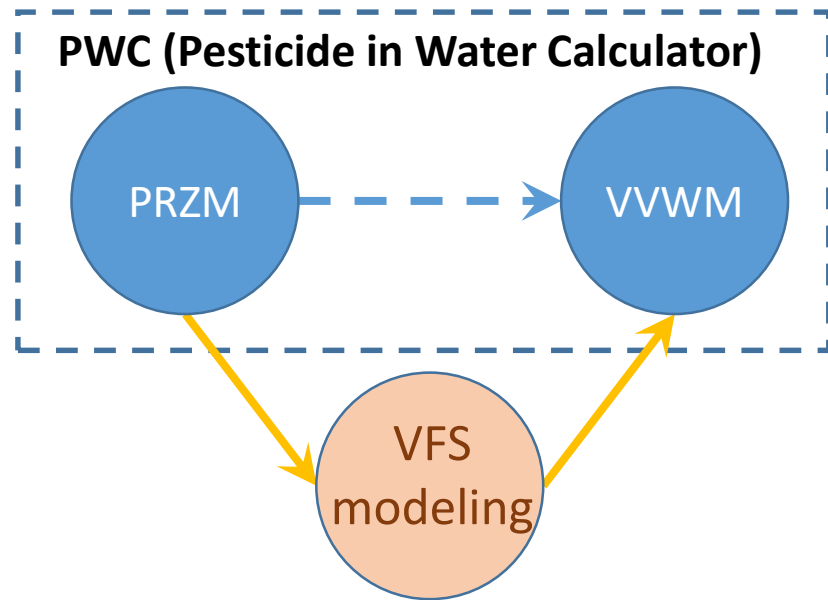 PWC (Pesticide in Water Calculator)
PRZM
VVWM
VFS
modeling